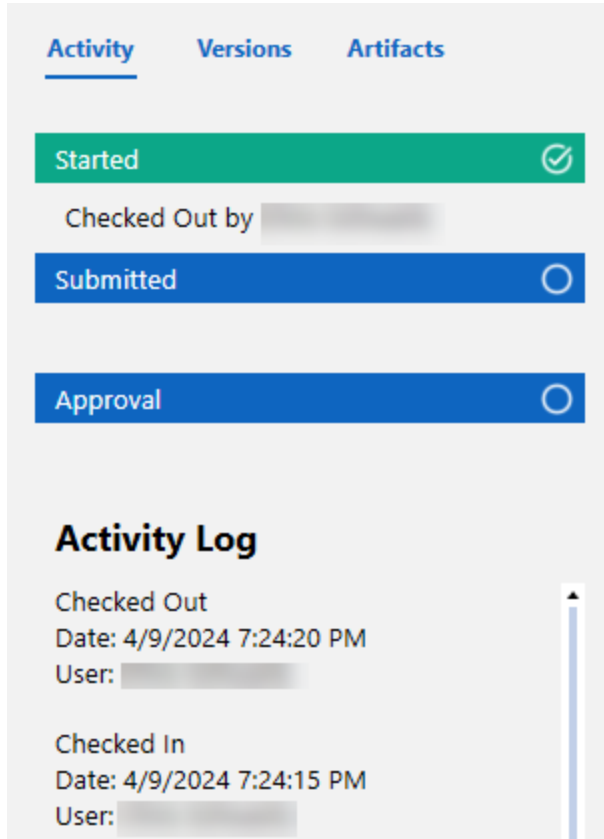 Activity Versions Artifacts
Started
Checked Out by
Submitted
Approval
Activity Log
Checked Out
Date: 4/9/2024 7:24:20 PM
User:
Checked In
Date: 4/9/2024 7:24:15 PM
User: